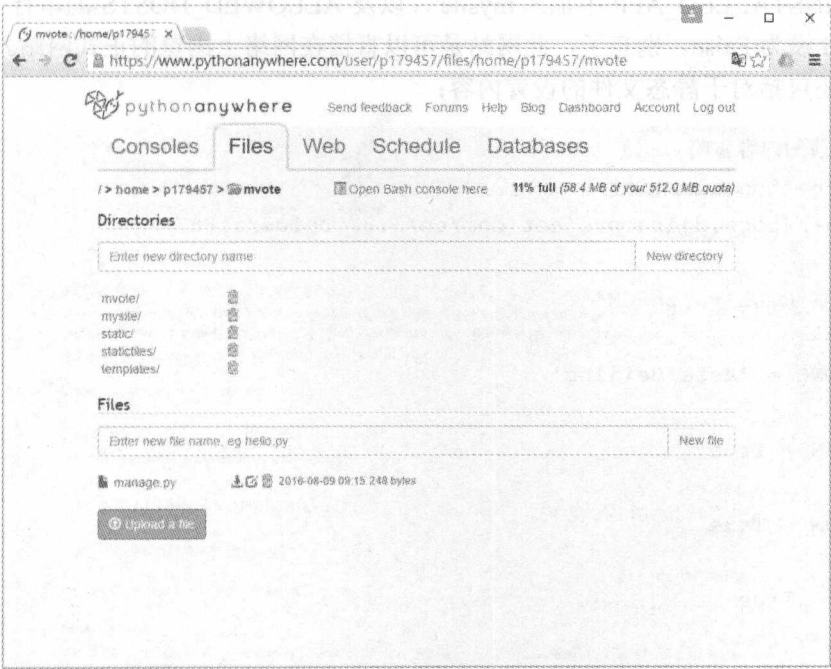 mvote: /home/p17945
https://www.pythonanywhere.com/user/p179457/files/home/p179457/mvote
pythonanywhere
Send feedback Forums Help Blog Dashboard Account Log out
Consoles Files Web Schedule Databases
/ > home > p179457 > mvote
Open Bash console here
11% full (58.4 MB of your 512.0 MB quota)
Directories
Enter new directory name
New directory
mvote/
mysite/
static/
staticfiles/
templates/
Files
Enter new file name, eg hello.py
New file
manage.py
2016-08-09 09:15 248 bytes
Upload a file